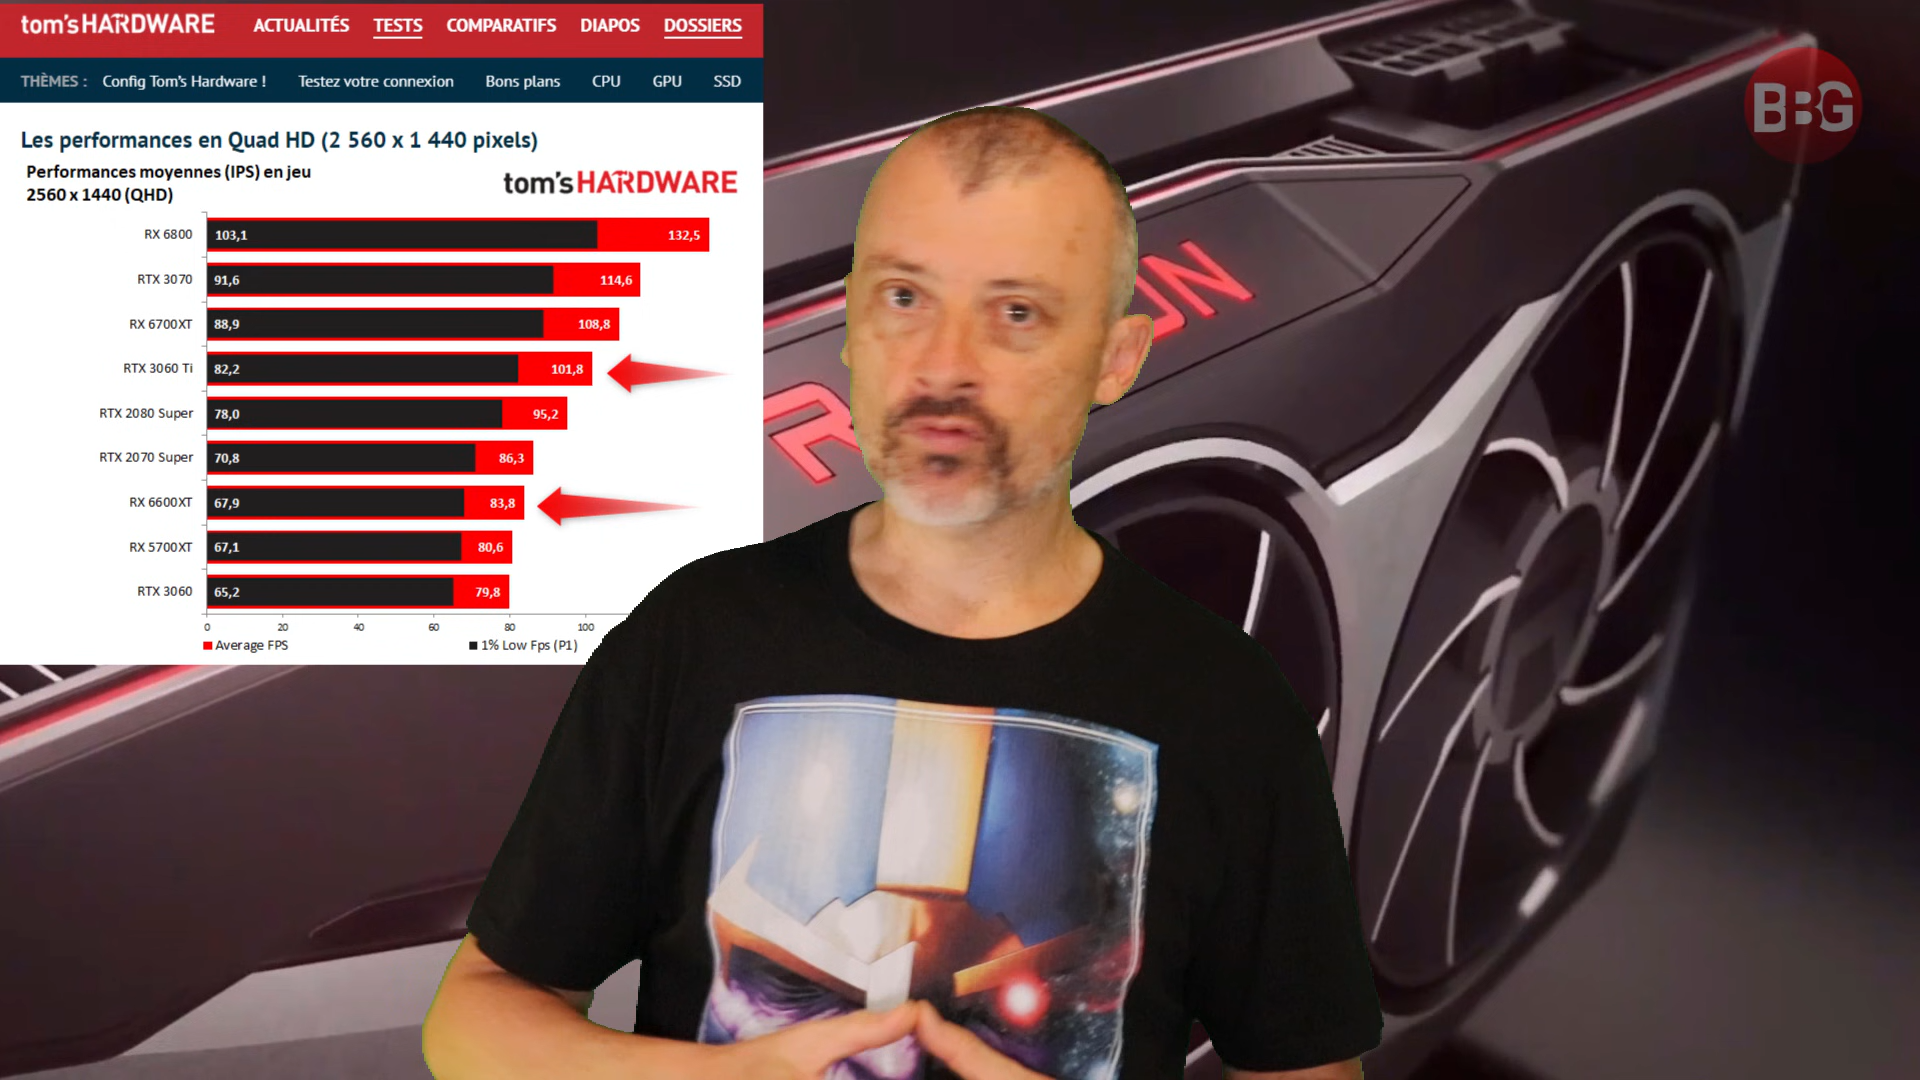 tom's HARDWARE
ACTUALITÉS TESTS COMPARATIFS DIAPOS DOSSIERS
THÈMES : Config Tom's Hardware ! Testez votre connexion Bons plans CPU GPU SSD
Les performances en Quad HD (2 560 x 1 440 pixels)
Performances moyennes (IPS) en jeu
2560 x 1440 (QHD)
tom's HARDWARE
RX 6800 103,1 132,5
RTX 3070 91,6 114,6
RX 6700XT 88,9 108,8
RTX 3060 Ti 82,2 101,8
RTX 2080 Super 78,0 95,2
RTX 2070 Super 70,8 86,3
RX 6600XT 67,9 83,8
RX 5700XT 67,1 80,6
RTX 3060 65,2 79,8
0 20 40 60 80 100
Average FPS 1% Low Fps (P1)
BBG